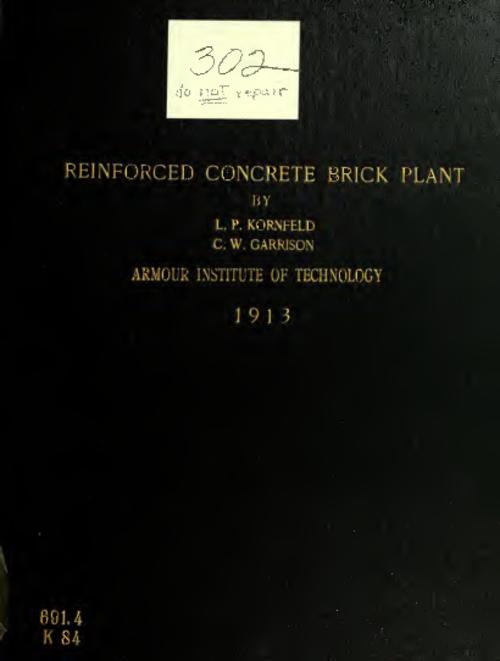 302
do not repair
REINFORCED CONCRETE BRICK PLANT
BY
L. P. KORNFELD
C. W. GARRISON
ARMOUR INSTITUTE OF TECHNOLOGY
1913
691.4
K 84